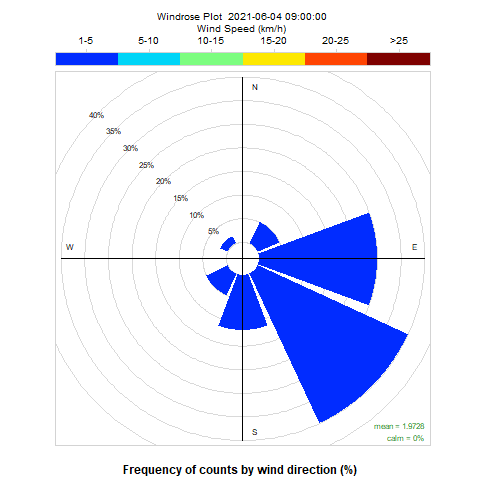 Windrose Plot 2021-06-04 09:00:00
Wind Speed (km/h)
1-5 5-10 10-15 15-20 20-25 >25
N
40%
35%
30%
25%
20%
15%
10%
5%
W E
S
mean = 1.9728
calm = 0%
Frequency of counts by wind direction (%)